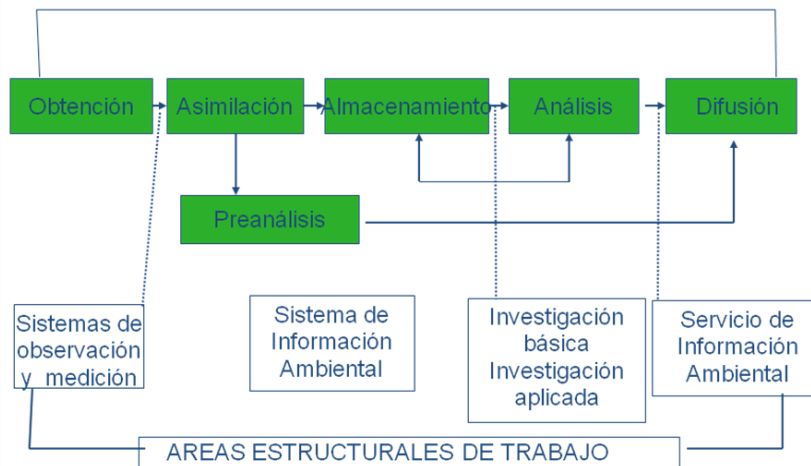 Obtención
Asimilación
Almacenamiento
Análisis
Difusión
Preanálisis
Sistemas de
observación
y medición
Sistema de
Información
Ambiental
Investigación
básica
Investigación
aplicada
Servicio de
Información
Ambiental
AREAS ESTRUCTURALES DE TRABAJO